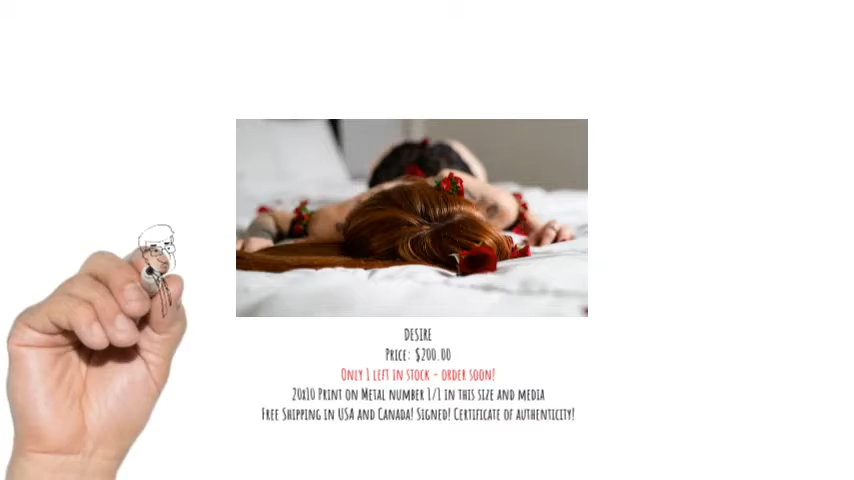 Desire
Price: $200.00
Only 1 left in stock - order soon!
20x10 Print on Metal number 1/1 in this size and media
Free Shipping in USA and Canada! Signed! Certificate of authenticity!